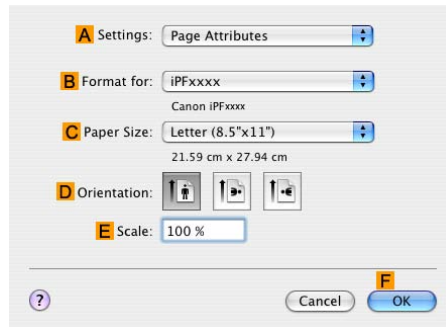 A Settings: Page Attributes
B Format for: iPFxxxx
Canon iPFxxxx
C Paper Size: Letter (8.5"x11")
21.59 cm x 27.94 cm
D Orientation:
E Scale: 100 %
F
? Cancel OK